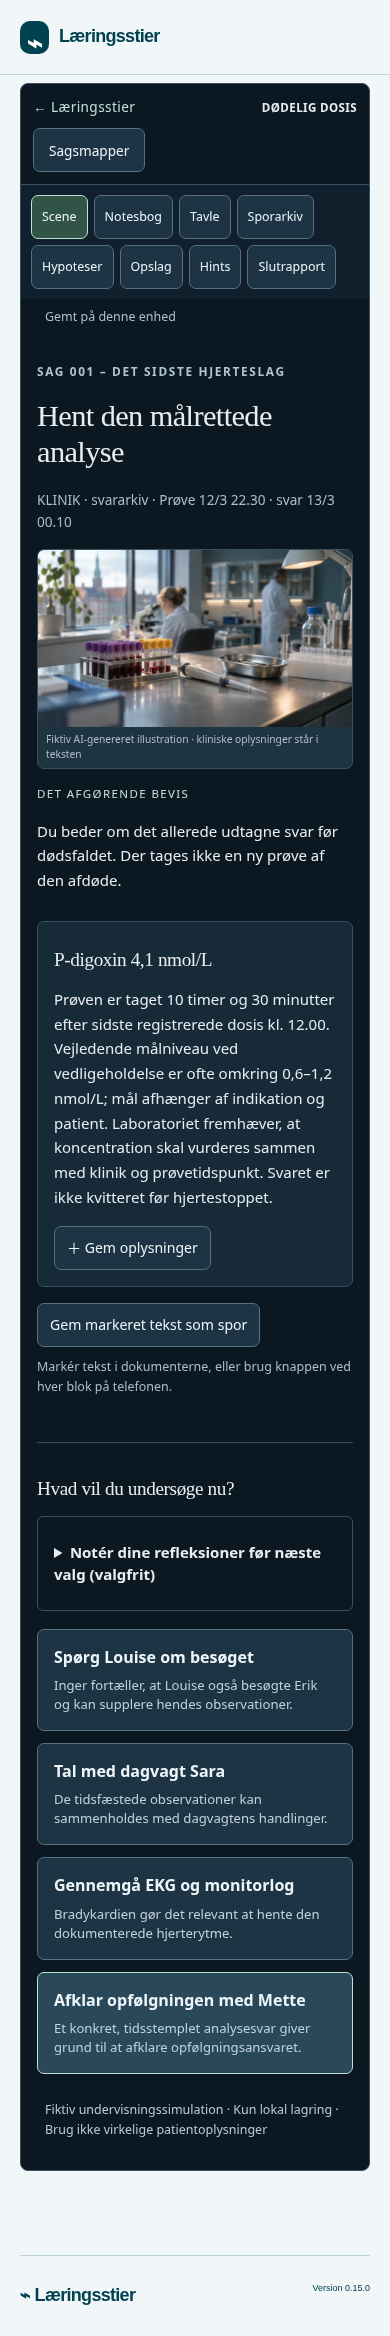 Læringsstier
← Læringsstier
DØDELIG DOSIS
Sagsmapper
Scene
Notesbog
Tavle
Sporarkiv
Hypoteser
Opslag
Hints
Slutrapport
Gemt på denne enhed
SAG 001 – DET SIDSTE HJERTESLAG
Hent den målrettede
analyse
KLINIK · svararkiv · Prøve 12/3 22.30 · svar 13/3
00.10
Fiktiv AI-genereret illustration · kliniske oplysninger står i
teksten
DET AFGØRENDE BEVIS
Du beder om det allerede udtagne svar før
dødsfaldet. Der tages ikke en ny prøve af
den afdøde.
P-digoxin 4,1 nmol/L
Prøven er taget 10 timer og 30 minutter
efter sidste registrerede dosis kl. 12.00.
Vejledende målniveau ved
vedligeholdelse er ofte omkring 0,6–1,2
nmol/L; mål afhænger af indikation og
patient. Laboratoriet fremhæver, at
koncentration skal vurderes sammen
med klinik og prøvetidspunkt. Svaret er
ikke kvitteret før hjertestoppet.
+ Gem oplysninger
Gem markeret tekst som spor
Markér tekst i dokumenterne, eller brug knappen ved
hver blok på telefonen.
Hvad vil du undersøge nu?
▶ Notér dine refleksioner før næste
valg (valgfrit)
Spørg Louise om besøget
Inger fortæller, at Louise også besøgte Erik
og kan supplere hendes observationer.
Tal med dagvagt Sara
De tidsfæstede observationer kan
sammenholdes med dagvagtens handlinger.
Gennemgå EKG og monitorlog
Bradykardien gør det relevant at hente den
dokumenterede hjerterytme.
Afklar opfølgningen med Mette
Et konkret, tidsstemplet analysesvar giver
grund til at afklare opfølgningsansvaret.
Fiktiv undervisningssimulation · Kun lokal lagring ·
Brug ikke virkelige patientoplysninger
Læringsstier
Version 0.15.0